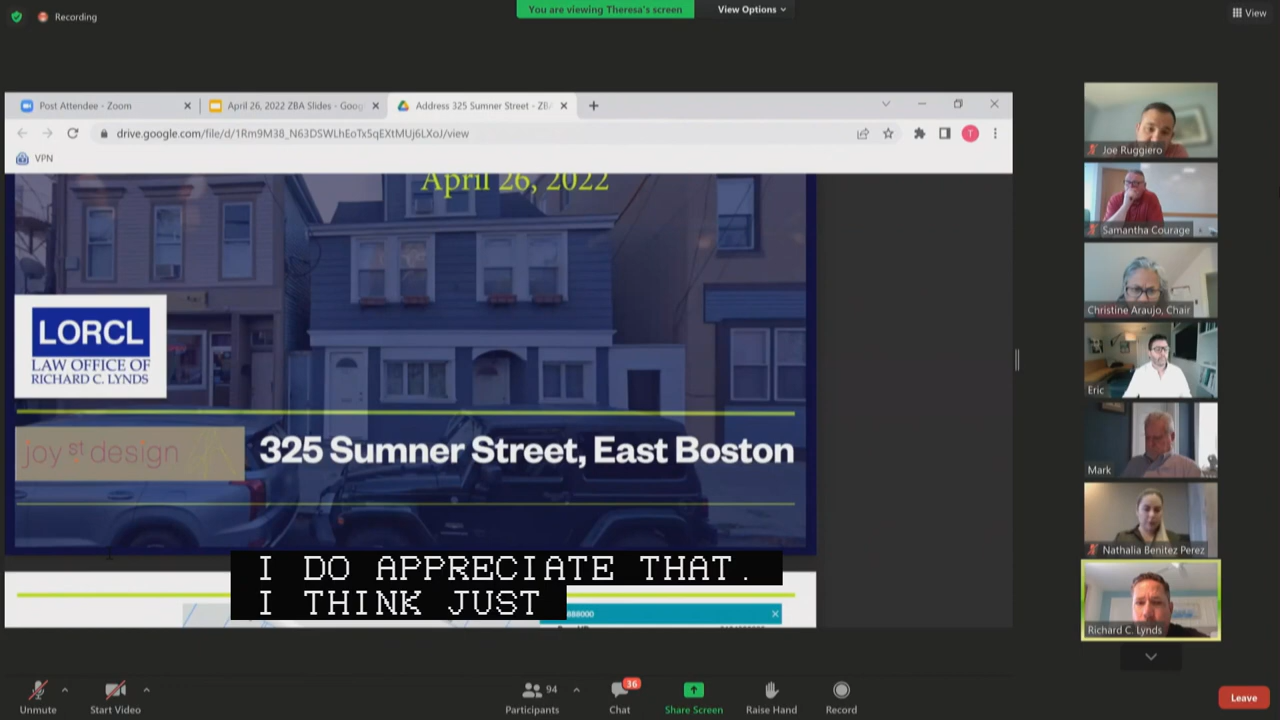 Recording
You are viewing Theresa's screen
View Options
View
Post Attendee - Zoom
April 26, 2022 ZBA Slides - Goog
Address 325 Sumner Street - ZB
drive.google.com/file/d/1Rm9M38_N63DSWLhEoTx5qEXtMUj6LXoJ/view
T
VPN
April 26, 2022
LORCL
LAW OFFICE OF
RICHARD C. LYNDS
joy st design
325 Sumner Street, East Boston
I DO APPRECIATE THAT.
I THINK JUST
888000
Joe Ruggiero
Samantha Courage
Christine Araujo, Chair
Eric
Mark
Nathalia Benitez Perez
Richard C. Lynds
Unmute
Start Video
94
Participants
36
Chat
Share Screen
Raise Hand
Record
Leave